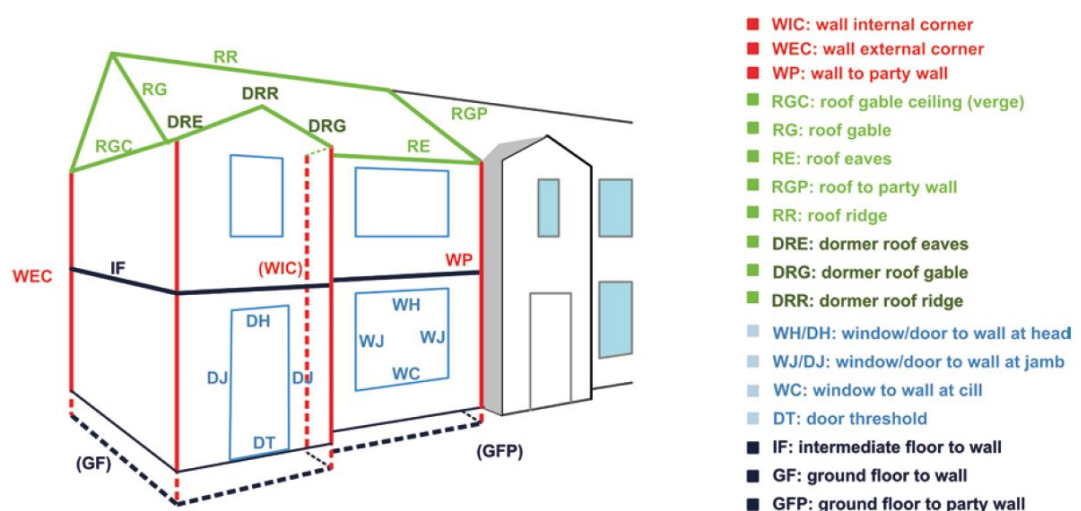 RR
RG
DRR
DRE
DRG
RGP
RGC
RE
WEC
IF
(WIC)
WP
DH
WH
WJ
WJ
DJ
DJ
WC
DT
(GF)
(GFP)
WIC: wall internal corner
WEC: wall external corner
WP: wall to party wall
RGC: roof gable ceiling (verge)
RG: roof gable
RE: roof eaves
RGP: roof to party wall
RR: roof ridge
DRE: dormer roof eaves
DRG: dormer roof gable
DRR: dormer roof ridge
WH/DH: window/door to wall at head
WJ/DJ: window/door to wall at jamb
WC: window to wall at cill
DT: door threshold
IF: intermediate floor to wall
GF: ground floor to wall
GFP: ground floor to party wall